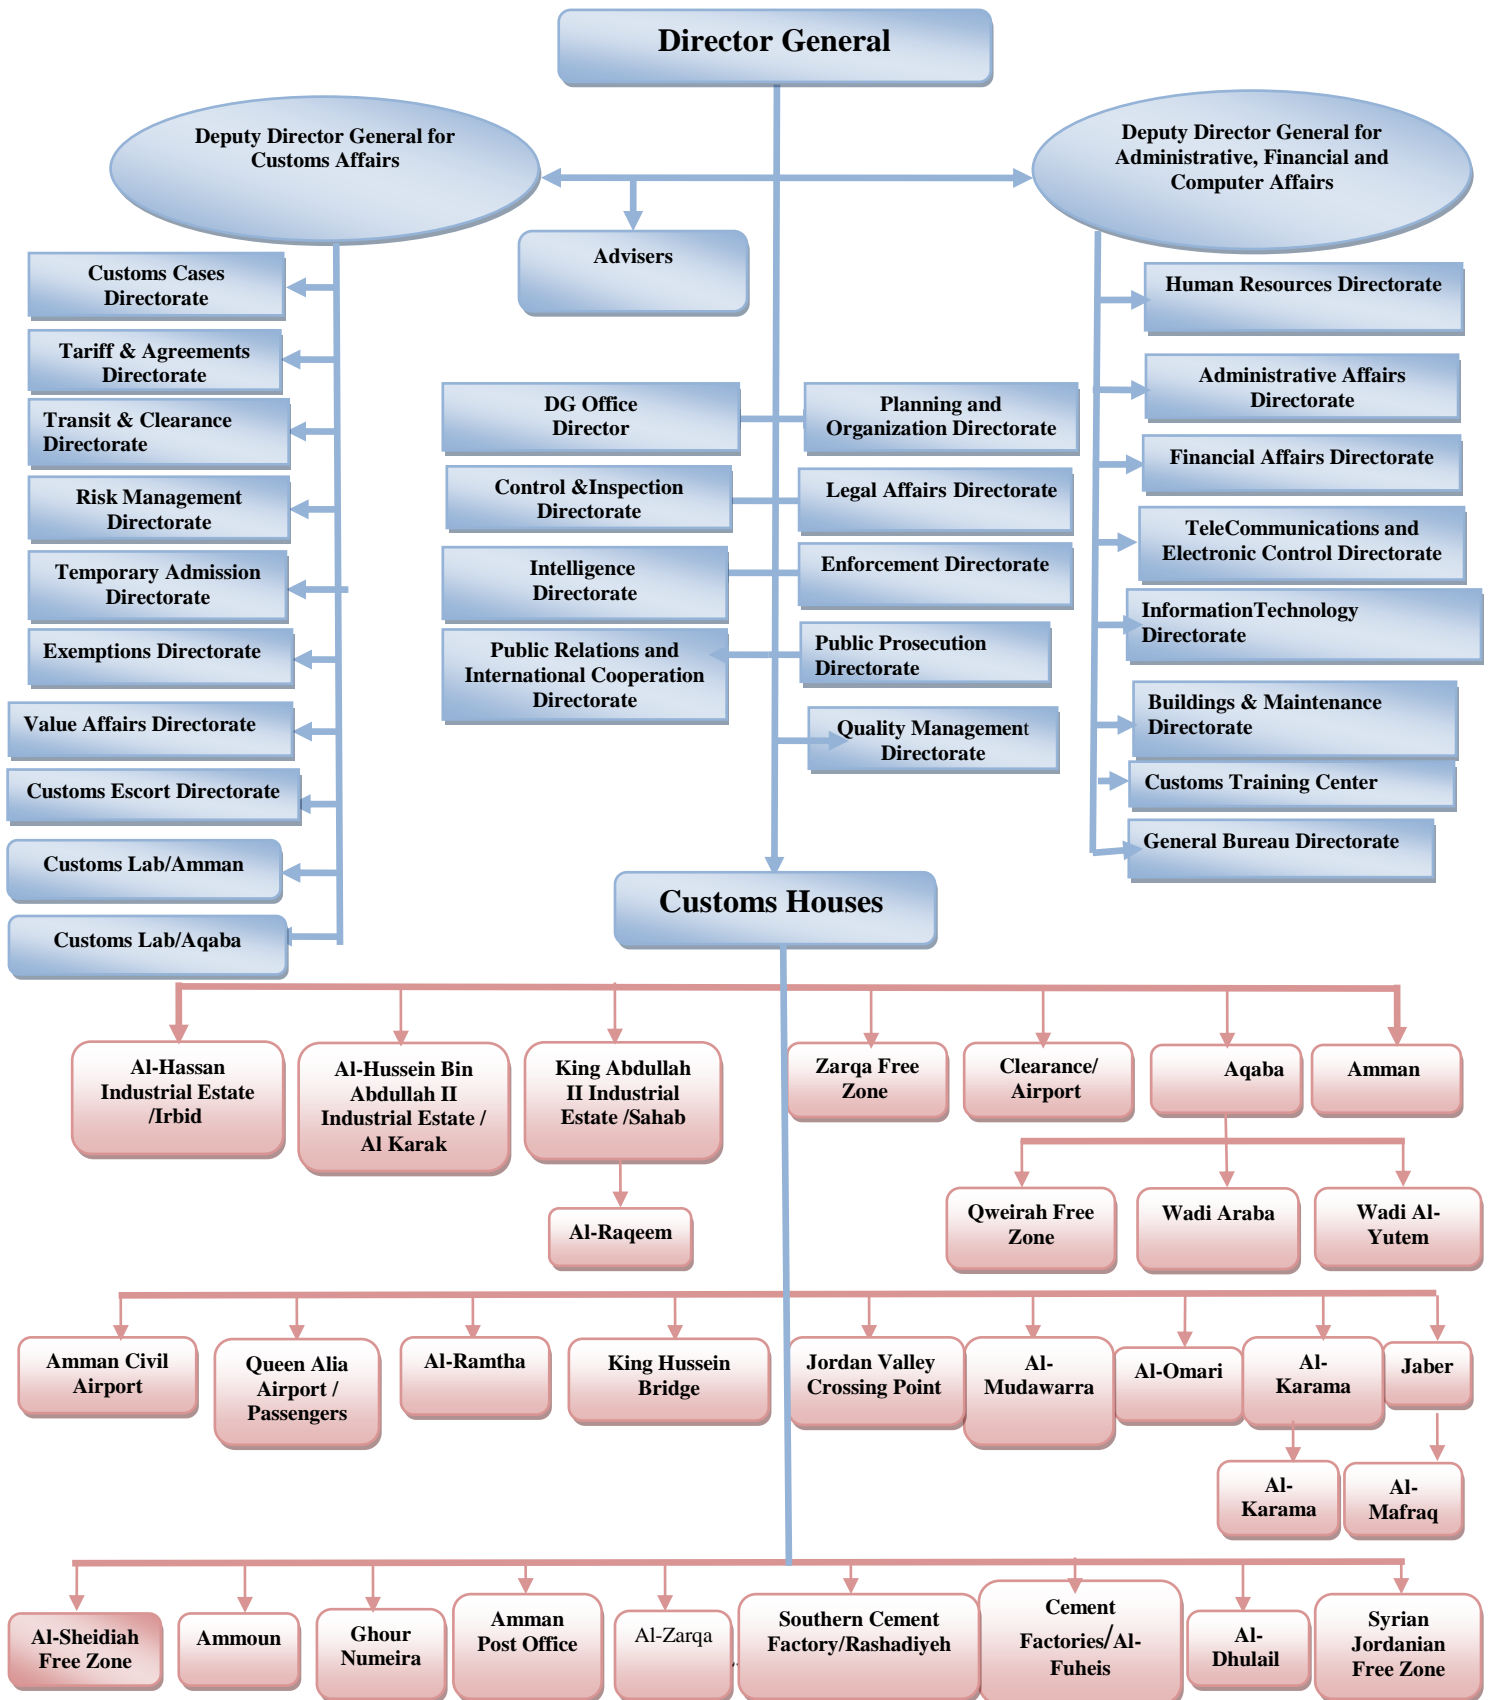 Director General
Deputy Director General for
Customs Affairs
Deputy Director General for
Administrative, Financial and
Computer Affairs
Advisers
Customs Cases
Directorate
Tariff & Agreements
Directorate
Transit & Clearance
Directorate
Risk Management
Directorate
Temporary Admission
Directorate
Exemptions Directorate
Value Affairs Directorate
Customs Escort Directorate
Customs Lab/Amman
Customs Lab/Aqaba
DG Office
Director
Control &Inspection
Directorate
Intelligence
Directorate
Public Relations and
International Cooperation
Directorate
Planning and
Organization Directorate
Legal Affairs Directorate
Enforcement Directorate
Public Prosecution
Directorate
Quality Management
Directorate
Human Resources Directorate
Administrative Affairs
Directorate
Financial Affairs Directorate
TeleCommunications and
Electronic Control Directorate
InformationTechnology
Directorate
Buildings & Maintenance
Directorate
Customs Training Center
General Bureau Directorate
Customs Houses
Al-Hassan
Industrial Estate
/Irbid
Al-Hussein Bin
Abdullah II
Industrial Estate /
Al Karak
King Abdullah
II Industrial
Estate /Sahab
Zarqa Free
Zone
Clearance/
Airport
Aqaba
Amman
Al-Raqeem
Qweirah Free
Zone
Wadi Araba
Wadi Al-
Yutem
Amman Civil
Airport
Queen Alia
Airport /
Passengers
Al-Ramtha
King Hussein
Bridge
Jordan Valley
Crossing Point
Al-
Mudawarra
Al-Omari
Al-
Karama
Jaber
Al-
Karama
Al-
Mafraq
Al-Sheidiah
Free Zone
Ammoun
Ghour
Numeira
Amman
Post Office
Al-Zarqa
Southern Cement
Factory/Rashadiyeh
Cement
Factories/Al-
Fuheis
Al-
Dhulail
Syrian
Jordanian
Free Zone